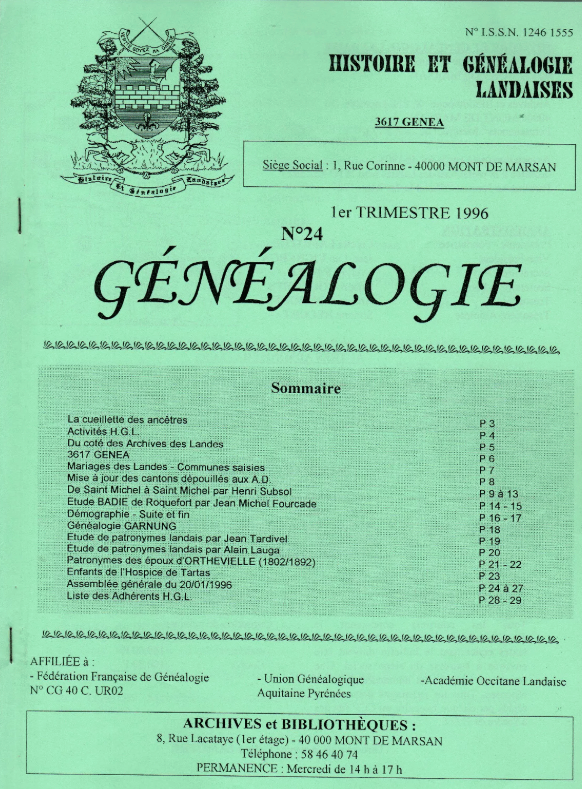 N° I.S.S.N. 1246 1555
HISTOIRE ET GÉNÉALOGIE
LANDAISES
3617 GENEA
Siège Social : 1, Rue Corinne - 40000 MONT DE MARSAN
Histoire Et Généalogie Landaises
1er TRIMESTRE 1996
N°24
GÉNÉALOGIE
Sommaire
La cueillette des ancêtres P 3
Activités H.G.L. P 4
Du coté des Archives des Landes P 5
3617 GENEA P 6
Mariages des Landes - Communes saisies P 7
Mise à jour des cantons dépouillés aux A.D. P 8
De Saint Michel à Saint Michel par Henri Subsol P 9 à 13
Etude BADIE de Roquefort par Jean Michel Fourcade P 14 - 15
Démographie - Suite et fin P 16 - 17
Généalogie GARNUNG P 18
Etude de patronymes landais par Jean Tardivel P 19
Etude de patronymes landais par Alain Lauga P 20
Patronymes des époux d'ORTHEVIELLE (1802/1892) P 21 - 22
Enfants de l'Hospice de Tartas P 23
Assemblée générale du 20/01/1996 P 24 à 27
Liste des Adhérents H.G.L. P 28 - 29
AFFILIÉE à :
- Fédération Française de Généalogie
N° CG 40 C. UR02
- Union Généalogique
Aquitaine Pyrénées
-Académie Occitane Landaise
ARCHIVES et BIBLIOTHÈQUES :
8, Rue Lacataye (1er étage) - 40 000 MONT DE MARSAN
Téléphone : 58 46 40 74
PERMANENCE : Mercredi de 14 h à 17 h